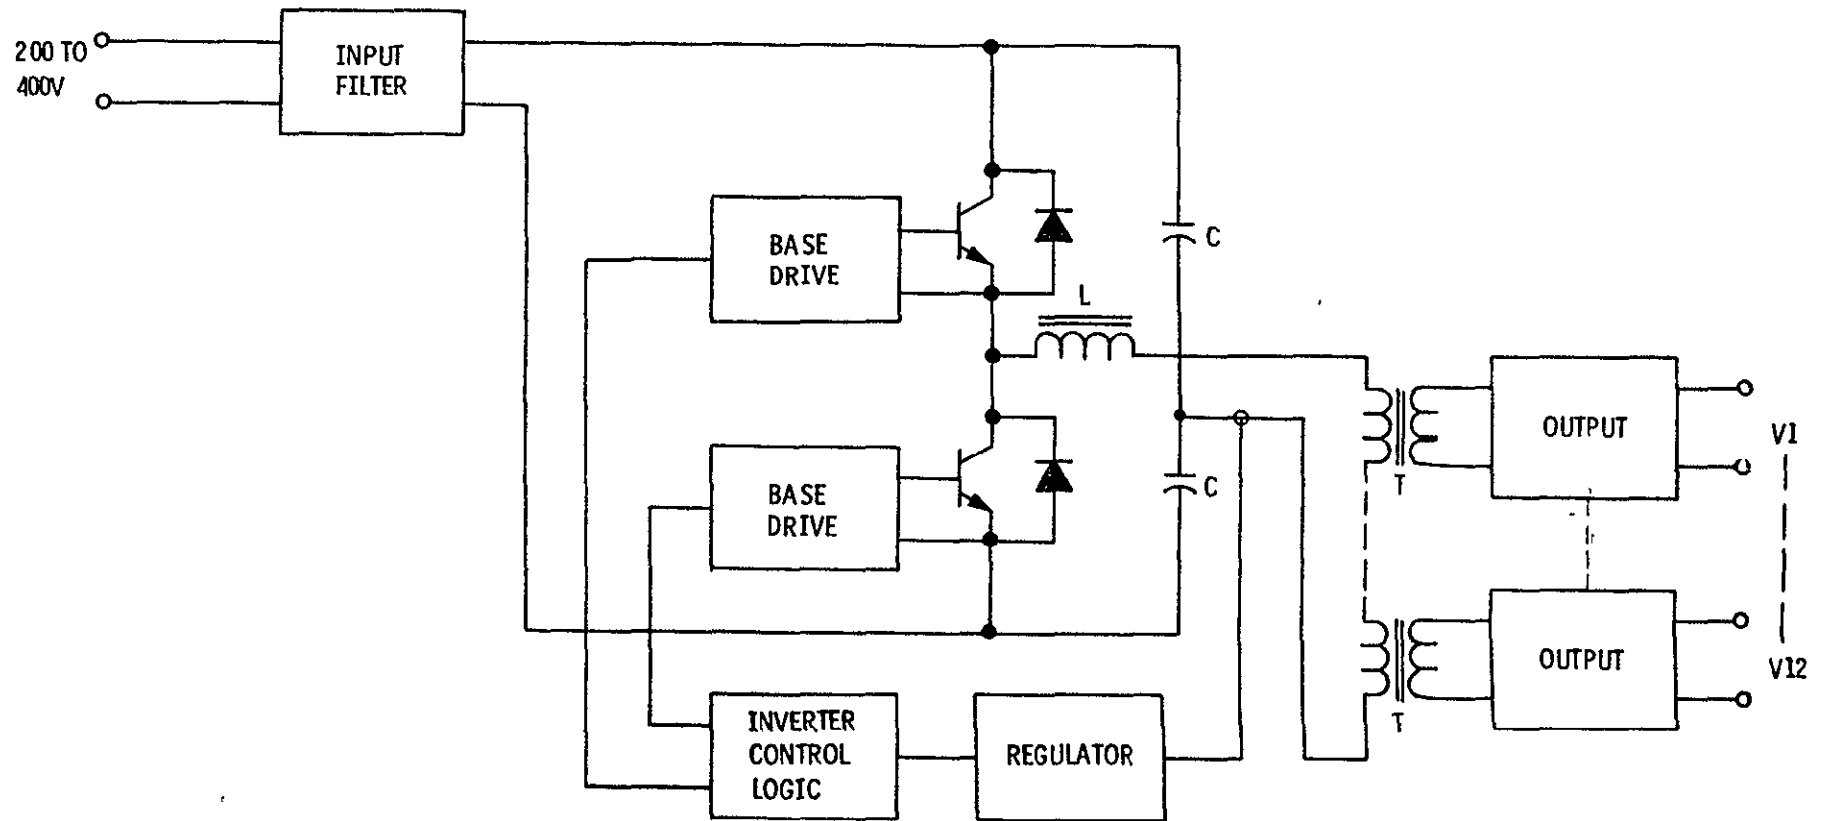 200 TO
400V
INPUT
FILTER
BASE
DRIVE
C
L
BASE
DRIVE
C
T
OUTPUT
V1
T
OUTPUT
V12
INVERTER
CONTROL
LOGIC
REGULATOR